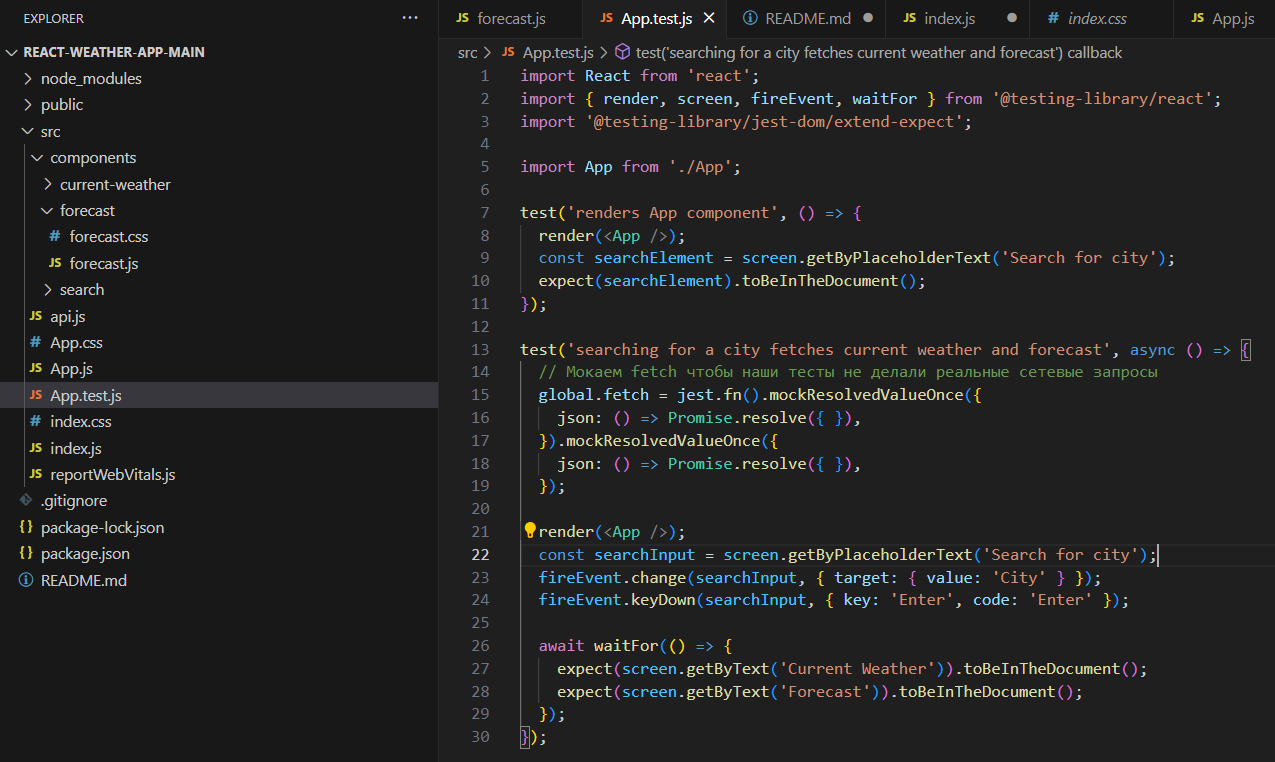 EXPLORER ...
REACT-WEATHER-APP-MAIN
node_modules
public
src
components
current-weather
forecast
# forecast.css
JS forecast.js
search
JS api.js
# App.css
JS App.js
JS App.test.js
# index.css
JS index.js
JS reportWebVitals.js
.gitignore
{} package-lock.json
{} package.json
README.md
JS forecast.js JS App.test.js README.md JS index.js # index.css JS App.js
src > JS App.test.js > test('searching for a city fetches current weather and forecast') callback
1 import React from 'react';
2 import { render, screen, fireEvent, waitFor } from '@testing-library/react';
3 import '@testing-library/jest-dom/extend-expect';
4
5 import App from './App';
6
7 test('renders App component', () => {
8 render(<App />);
9 const searchElement = screen.getByPlaceholderText('Search for city');
10 expect(searchElement).toBeInTheDocument();
11 });
12
13 test('searching for a city fetches current weather and forecast', async () => {
14 // Мокаем fetch чтобы наши тесты не делали реальные сетевые запросы
15 global.fetch = jest.fn().mockResolvedValueOnce({
16 json: () => Promise.resolve({ }),
17 }).mockResolvedValueOnce({
18 json: () => Promise.resolve({ }),
19 });
20
21 render(<App />);
22 const searchInput = screen.getByPlaceholderText('Search for city');
23 fireEvent.change(searchInput, { target: { value: 'City' } });
24 fireEvent.keyDown(searchInput, { key: 'Enter', code: 'Enter' });
25
26 await waitFor(() => {
27 expect(screen.getByText('Current Weather')).toBeInTheDocument();
28 expect(screen.getByText('Forecast')).toBeInTheDocument();
29 });
30 });